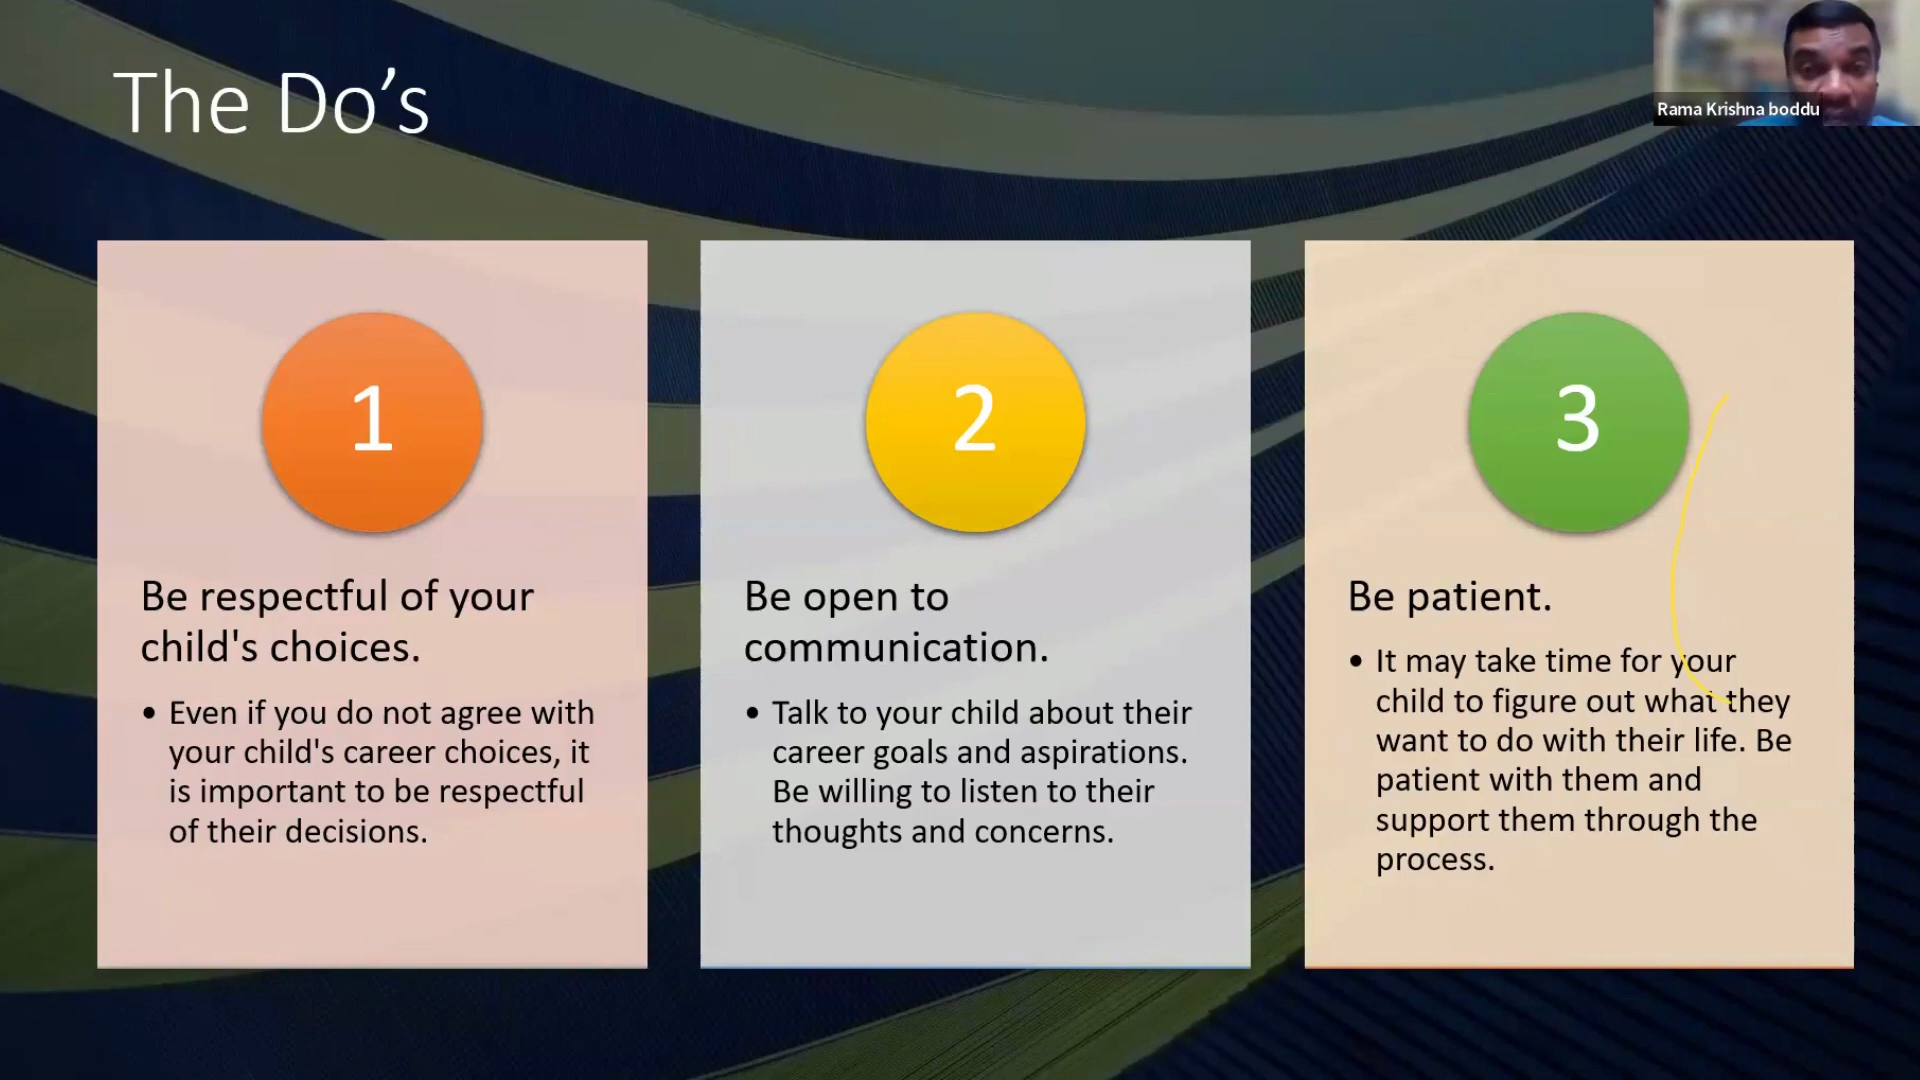 The Do’s
Rama Krishna boddu
1
Be respectful of your
child's choices.
• Even if you do not agree with
your child's career choices, it
is important to be respectful
of their decisions.
2
Be open to
communication.
• Talk to your child about their
career goals and aspirations.
Be willing to listen to their
thoughts and concerns.
3
Be patient.
• It may take time for your
child to figure out what they
want to do with their life. Be
patient with them and
support them through the
process.